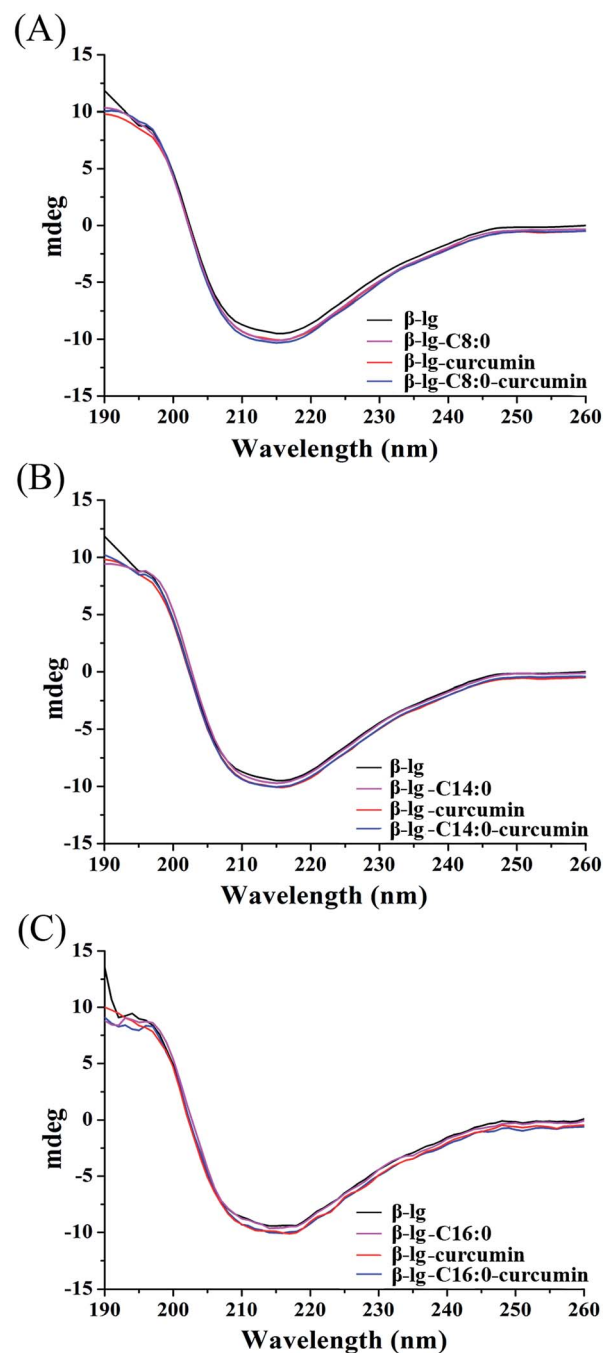 (A)
15
10
5
0
-5
-10
-15
mdeg
β-lg
β-lg-C8:0
β-lg-curcumin
β-lg-C8:0-curcumin
190 200 210 220 230 240 250 260
Wavelength (nm)
(B)
15
10
5
0
-5
-10
-15
mdeg
β-lg
β-lg-C14:0
β-lg-curcumin
β-lg-C14:0-curcumin
190 200 210 220 230 240 250 260
Wavelength (nm)
(C)
15
10
5
0
-5
-10
-15
mdeg
β-lg
β-lg-C16:0
β-lg-curcumin
β-lg-C16:0-curcumin
190 200 210 220 230 240 250 260
Wavelength (nm)